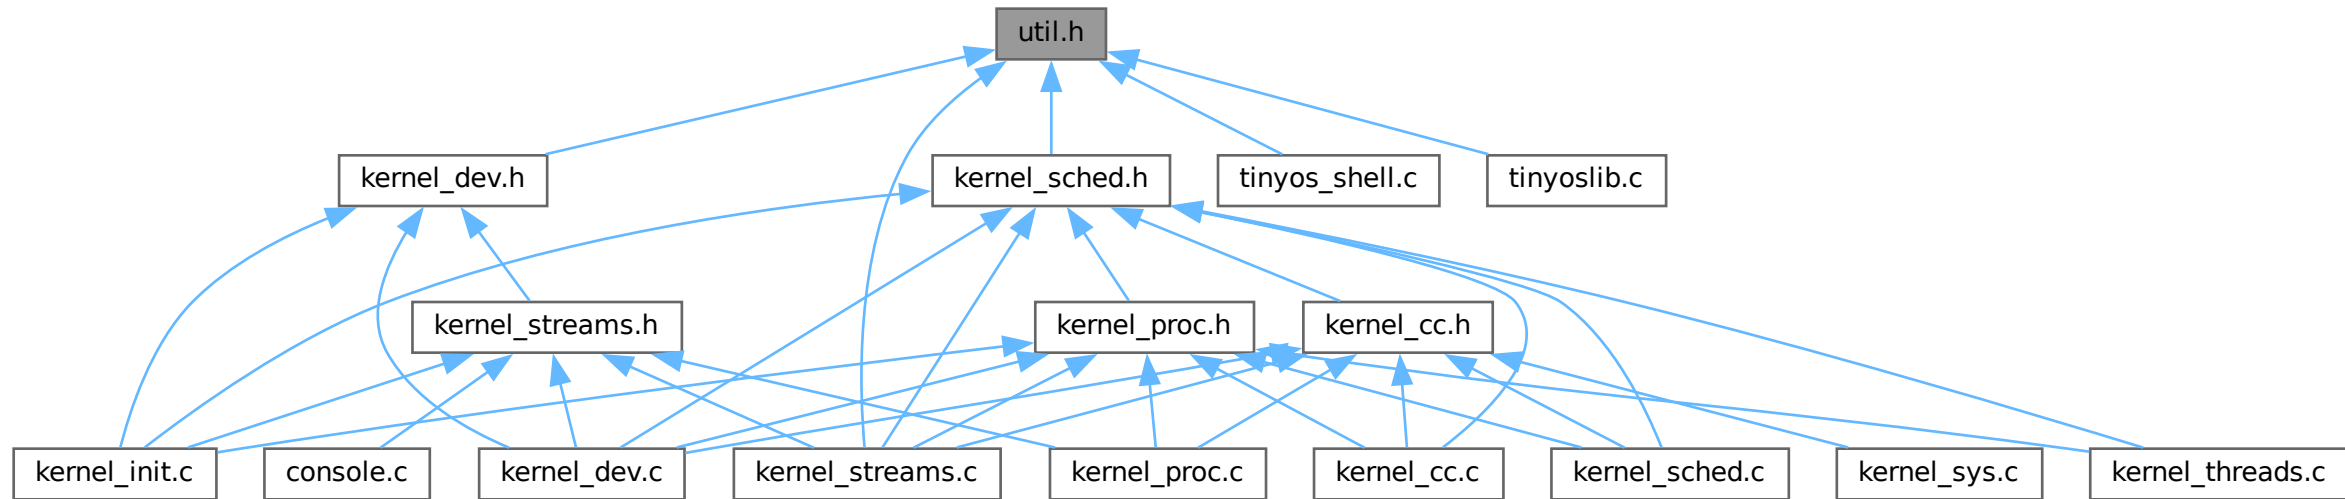 util.h
kernel_dev.h
kernel_sched.h
tinyos_shell.c
tinyoslib.c
kernel_streams.h
kernel_proc.h
kernel_cc.h
kernel_init.c
console.c
kernel_dev.c
kernel_streams.c
kernel_proc.c
kernel_cc.c
kernel_sched.c
kernel_sys.c
kernel_threads.c